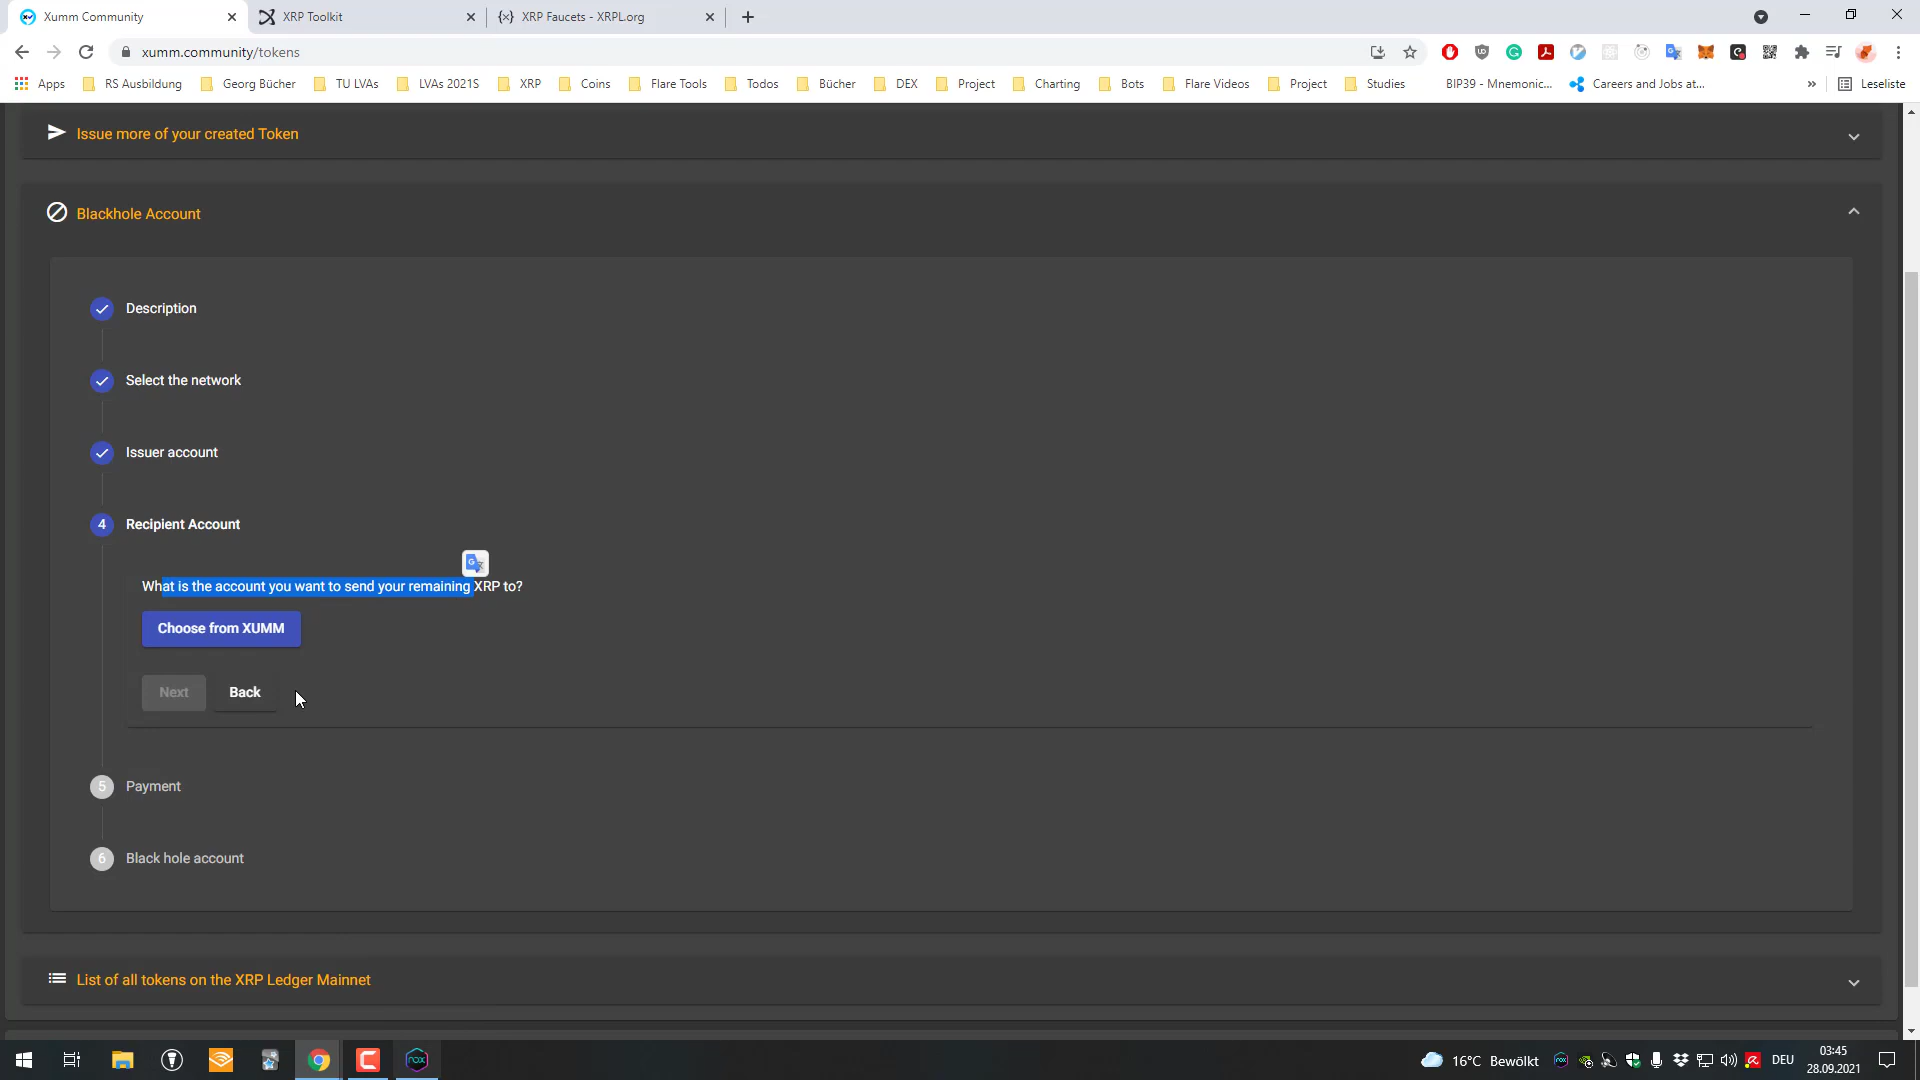 Xumm Community
XRP Toolkit
XRP Faucets - XRPL.org
xumm.community/tokens
Apps
RS Ausbildung
Georg Bücher
TU LVAs
LVAs 2021S
XRP
Coins
Flare Tools
Todos
Bücher
DEX
Project
Charting
Bots
Flare Videos
Project
Studies
BIP39 - Mnemonic...
Careers and Jobs at...
»
Leseliste
Issue more of your created Token
Blackhole Account
Description
Select the network
Issuer account
4 Recipient Account
What is the account you want to send your remaining XRP to?
Choose from XUMM
Next
Back
5 Payment
6 Black hole account
List of all tokens on the XRP Ledger Mainnet
16°C Bewölkt
DEU
03:45
28.09.2021